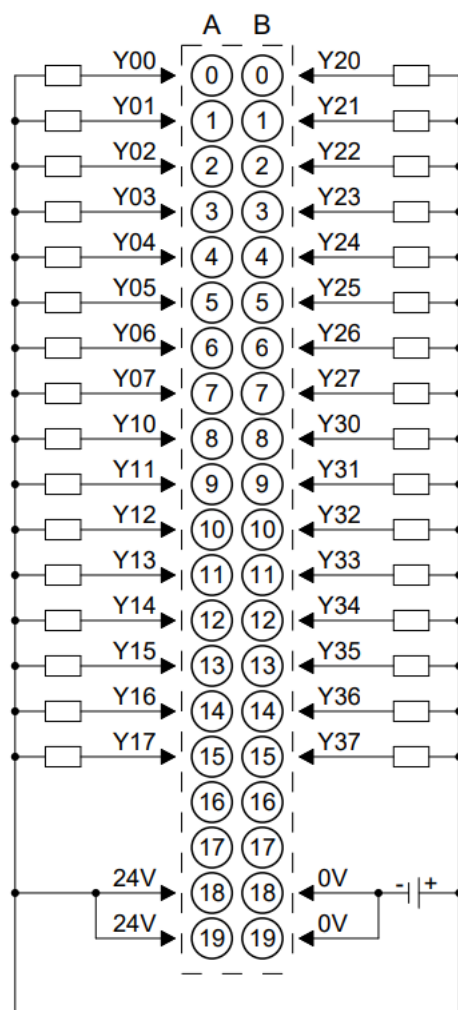 A B
Y00 0 0 Y20
Y01 1 1 Y21
Y02 2 2 Y22
Y03 3 3 Y23
Y04 4 4 Y24
Y05 5 5 Y25
Y06 6 6 Y26
Y07 7 7 Y27
Y10 8 8 Y30
Y11 9 9 Y31
Y12 10 10 Y32
Y13 11 11 Y33
Y14 12 12 Y34
Y15 13 13 Y35
Y16 14 14 Y36
Y17 15 15 Y37
16 16
17 17
24V 18 18 0V - +
24V 19 19 0V